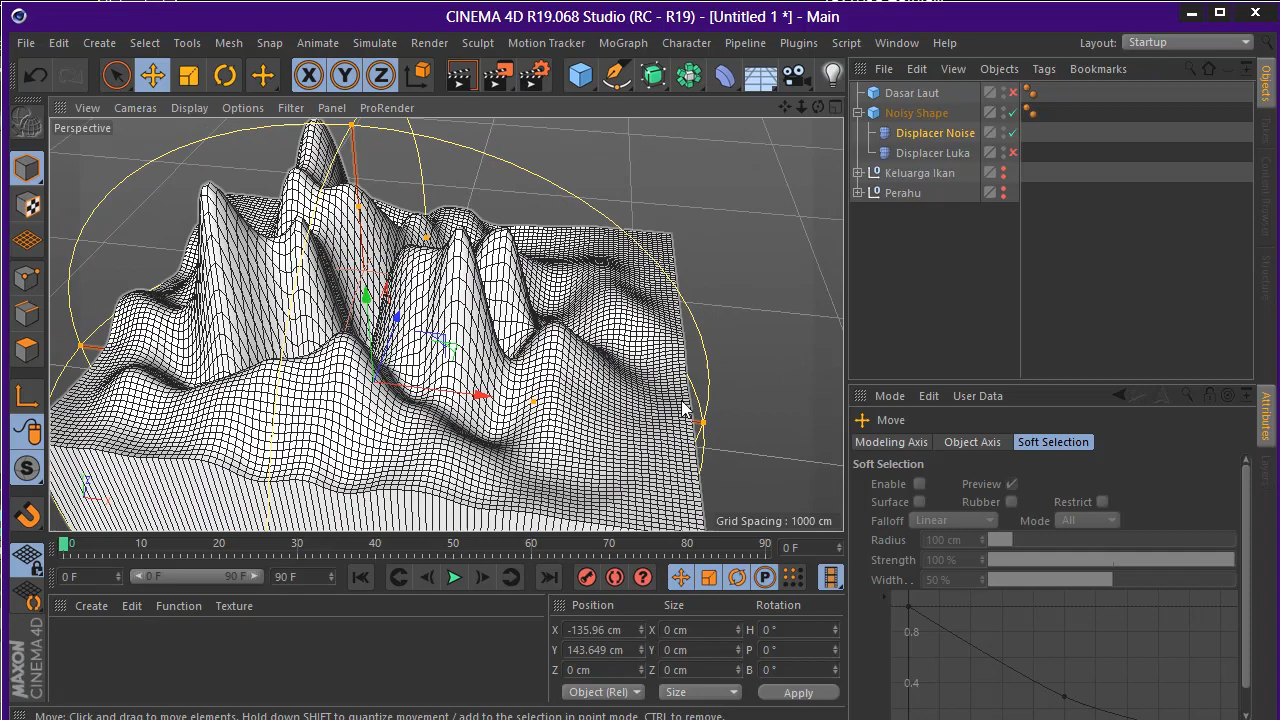 CINEMA 4D R19.068 Studio (RC - R19) - [Untitled 1 *] - Main
File Edit Create Select Tools Mesh Snap Animate Simulate Render Sculpt Motion Tracker MoGraph Character Pipeline Plugins Script Window Help Layout: Startup
X Y Z
File Edit View Objects Tags Bookmarks
View Cameras Display Options Filter Panel ProRender
Perspective
Dasar Laut
Noisy Shape
Displacer Noise
Displacer Luka
Keluarga Ikan
Perahu
Objects
Takes
Content Browser
Structure
Mode Edit User Data
Move
Modeling Axis Object Axis Soft Selection
Soft Selection
Enable Preview
Surface Rubber Restrict
Falloff Linear Mode All
Radius 100 cm
Strength 100 %
Width. . 50 %
0.8
0.4
Attributes
Layers
S
Grid Spacing : 1000 cm
0 10 20 30 40 50 60 70 80 90 0 F
0 F 0 F 90 F 90 F
P
Create Edit Function Texture
Position Size Rotation
X -135.96 cm X 0 cm H 0 °
Y 143.649 cm Y 0 cm P 0 °
Z 0 cm Z 0 cm B 0 °
Object (Rel) Size Apply
MAXON
CINEMA 4D
Move: Click and drag to move elements. Hold down SHIFT to quantize movement / add to the selection in point mode, CTRL to remove.